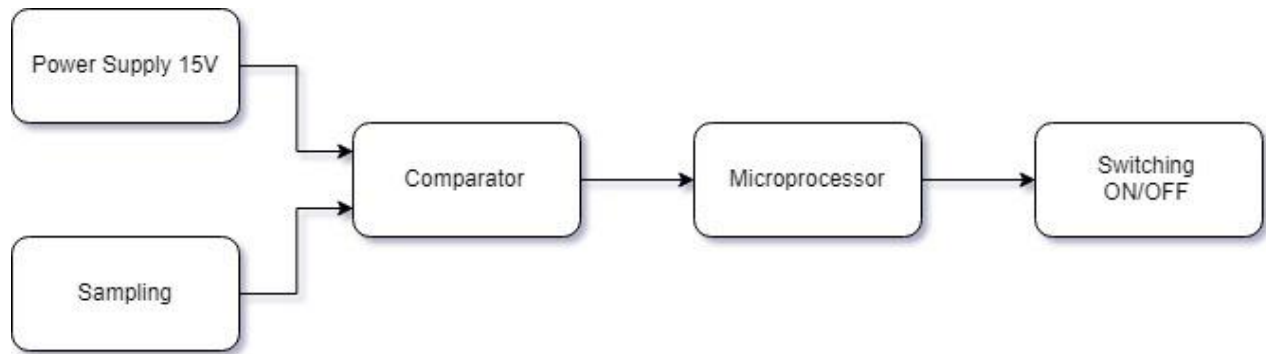 Power Supply 15V
Sampling
Comparator
Microprocessor
Switching
ON/OFF